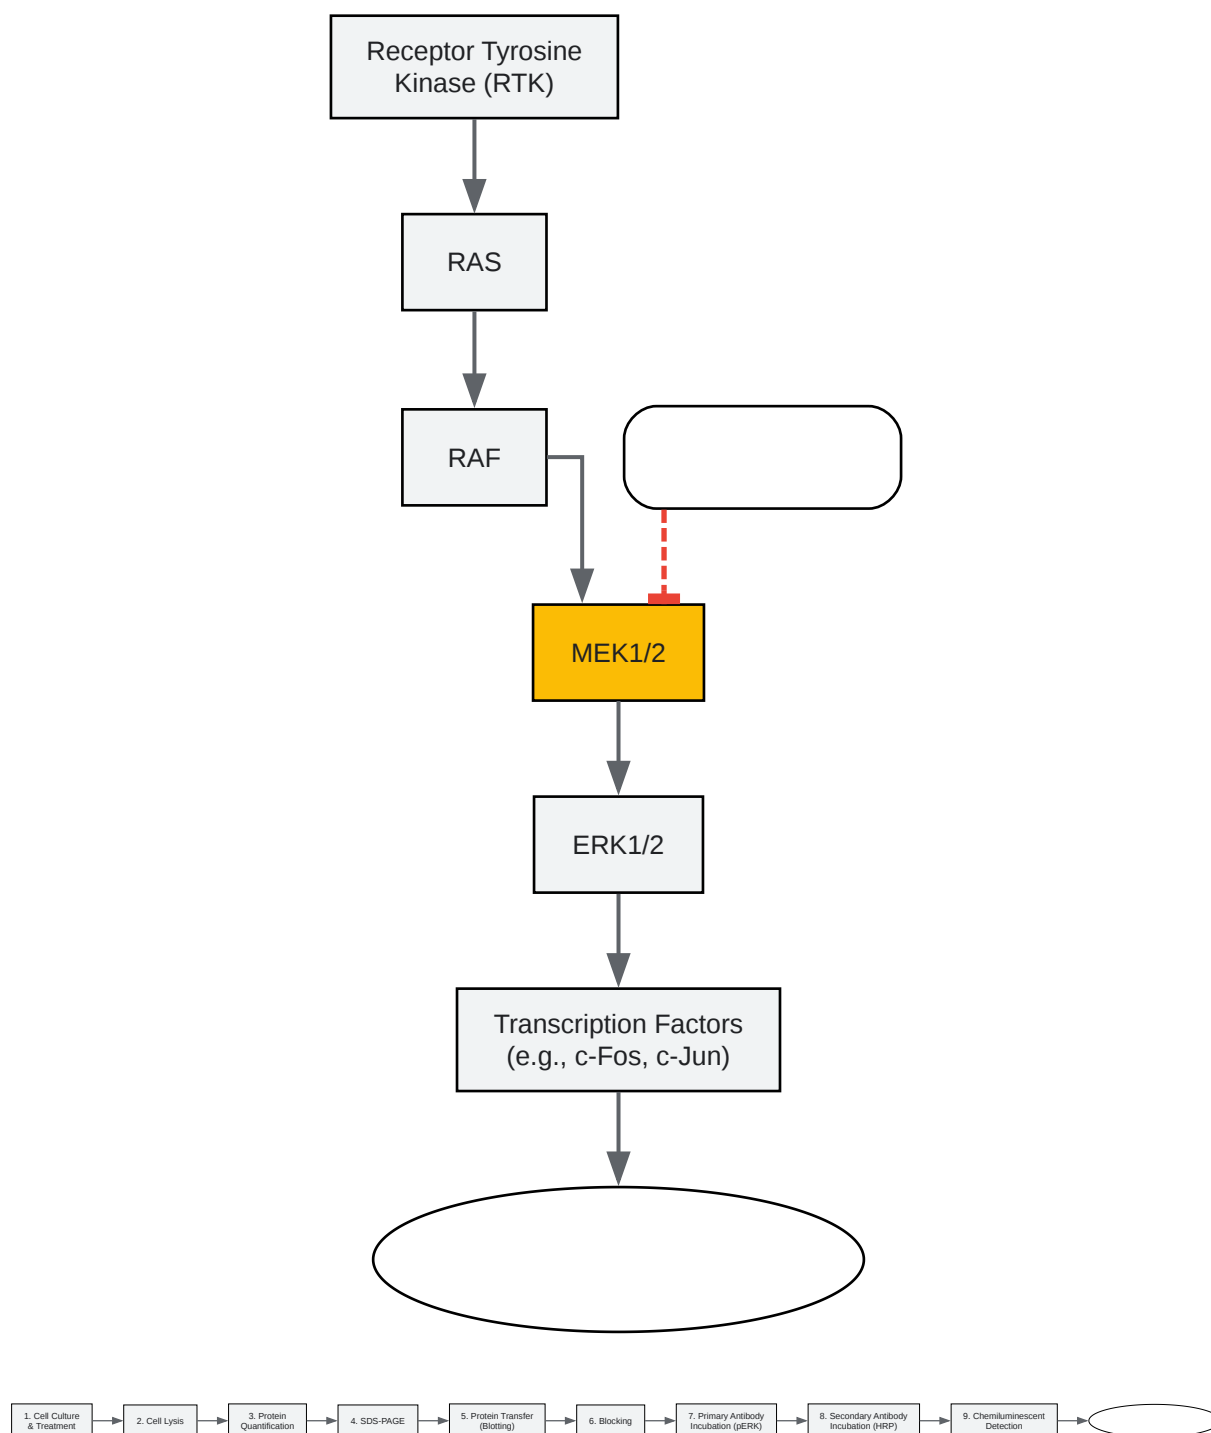 Receptor Tyrosine
Kinase (RTK)
RAS
RAF
MEK1/2
ERK1/2
Transcription Factors
(e.g., c-Fos, c-Jun)
1. Cell Culture
& Treatment
2. Cell Lysis
3. Protein
Quantification
4. SDS-PAGE
5. Protein Transfer
(Blotting)
6. Blocking
7. Primary Antibody
Incubation (pERK)
8. Secondary Antibody
Incubation (HRP)
9. Chemiluminescent
Detection